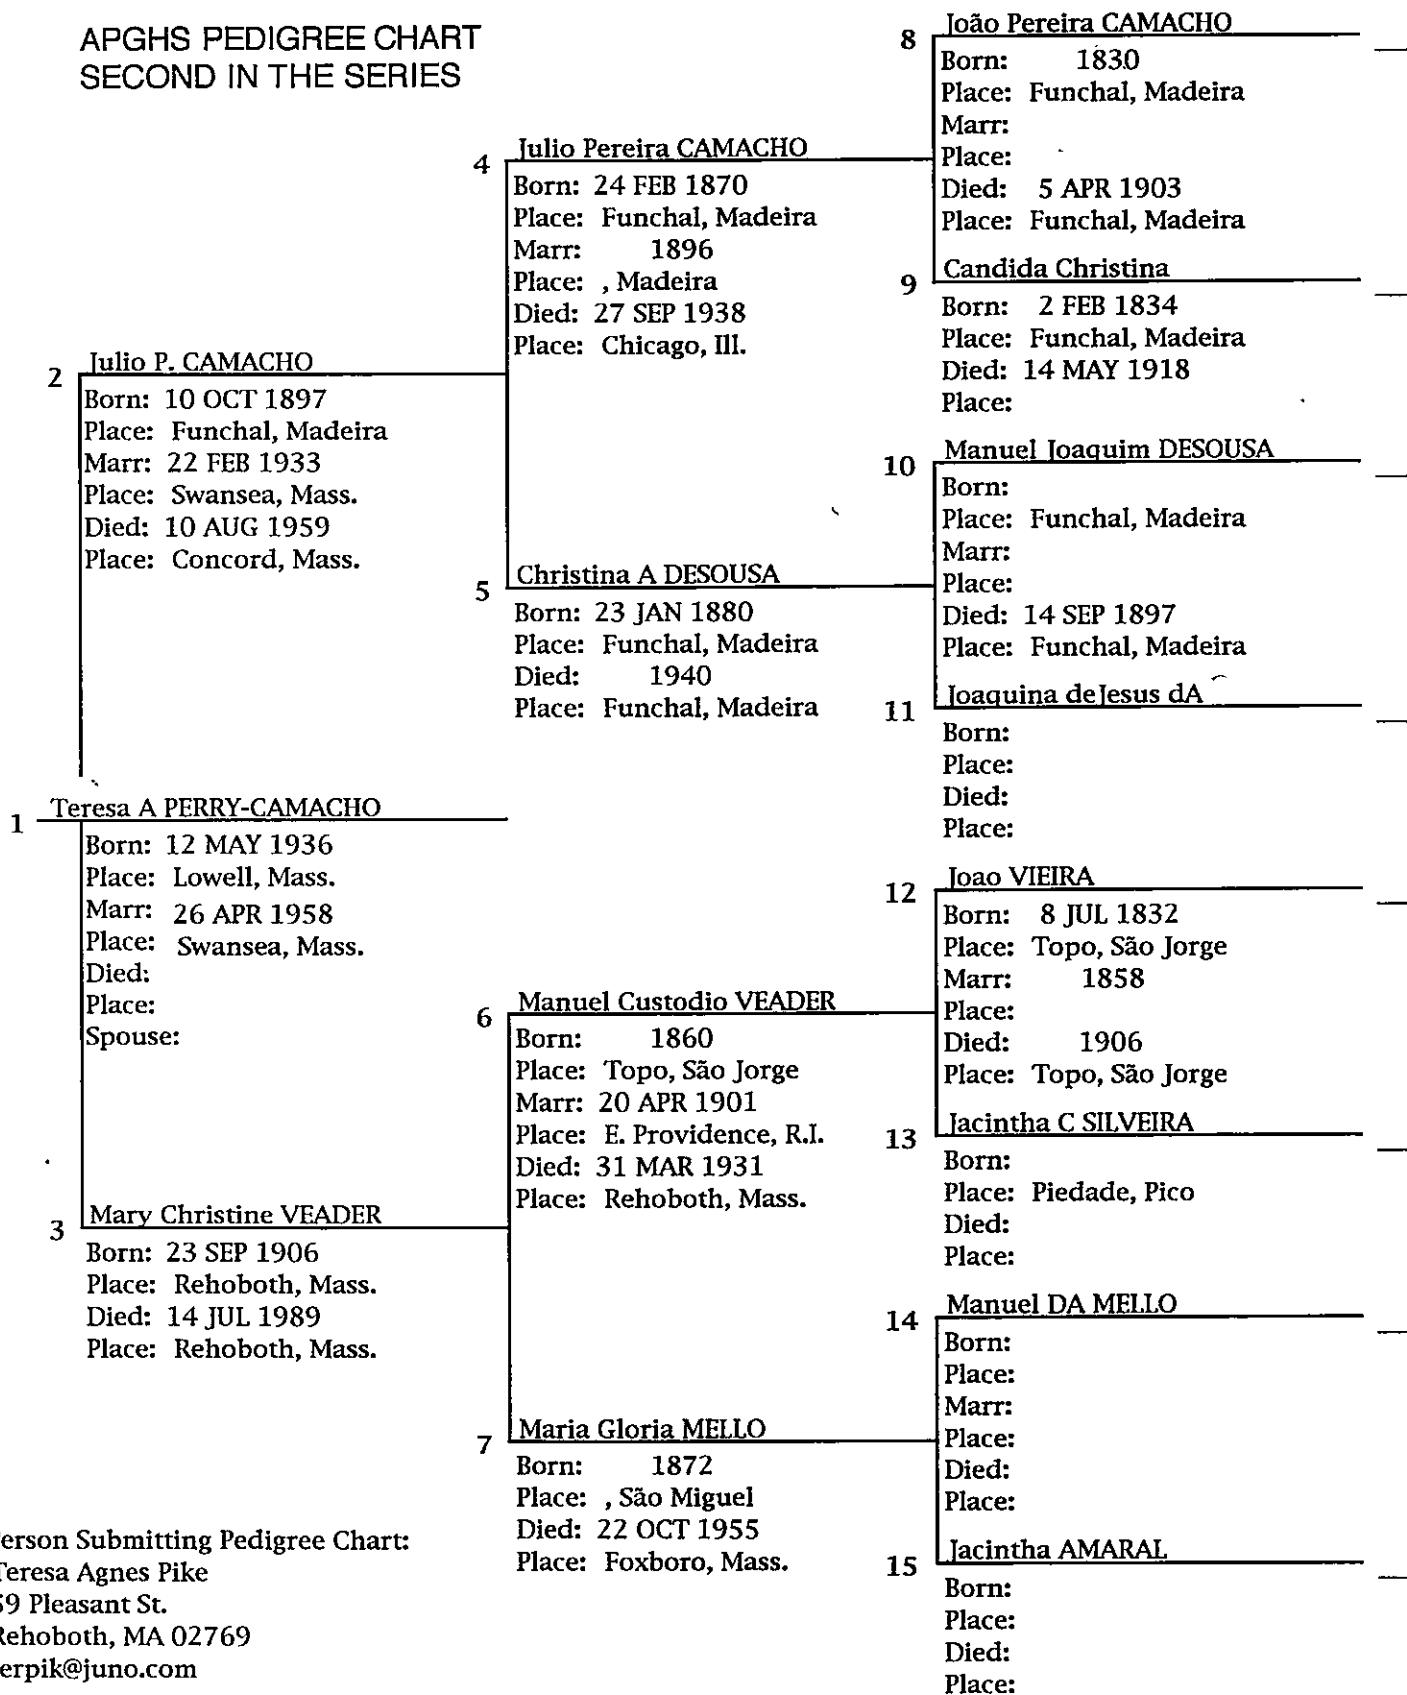 APGHS PEDIGREE CHART
SECOND IN THE SERIES
8
João Pereira CAMACHO
Born: 1830
Place: Funchal, Madeira
Marr:
Place:
Died: 5 APR 1903
Place: Funchal, Madeira
4
Julio Pereira CAMACHO
Born: 24 FEB 1870
Place: Funchal, Madeira
Marr: 1896
Place: , Madeira
Died: 27 SEP 1938
Place: Chicago, Ill.
9
Candida Christina
Born: 2 FEB 1834
Place: Funchal, Madeira
Died: 14 MAY 1918
Place:
2
Julio P. CAMACHO
Born: 10 OCT 1897
Place: Funchal, Madeira
Marr: 22 FEB 1933
Place: Swansea, Mass.
Died: 10 AUG 1959
Place: Concord, Mass.
10
Manuel Joaquim DESOUSA
Born:
Place: Funchal, Madeira
Marr:
Place:
Died: 14 SEP 1897
Place: Funchal, Madeira
5
Christina A DESOUSA
Born: 23 JAN 1880
Place: Funchal, Madeira
Died: 1940
Place: Funchal, Madeira
11
Joaquina deJesus dA
Born:
Place:
Died:
Place:
1
Teresa A PERRY-CAMACHO
Born: 12 MAY 1936
Place: Lowell, Mass.
Marr: 26 APR 1958
Place: Swansea, Mass.
Died:
Place:
Spouse:
12
Joao VIEIRA
Born: 8 JUL 1832
Place: Topo, São Jorge
Marr: 1858
Place:
Died: 1906
Place: Topo, São Jorge
6
Manuel Custodio VEADER
Born: 1860
Place: Topo, São Jorge
Marr: 20 APR 1901
Place: E. Providence, R.I.
Died: 31 MAR 1931
Place: Rehoboth, Mass.
13
Jacintha C SILVEIRA
Born:
Place: Piedade, Pico
Died:
Place:
3
Mary Christine VEADER
Born: 23 SEP 1906
Place: Rehoboth, Mass.
Died: 14 JUL 1989
Place: Rehoboth, Mass.
14
Manuel DA MELLO
Born:
Place:
Marr:
Place:
Died:
Place:
7
Maria Gloria MELLO
Born: 1872
Place: , São Miguel
Died: 22 OCT 1955
Place: Foxboro, Mass.
15
Jacintha AMARAL
Born:
Place:
Died:
Place:
erson Submitting Pedigree Chart:
Teresa Agnes Pike
59 Pleasant St.
Rehoboth, MA 02769
erpik@juno.com